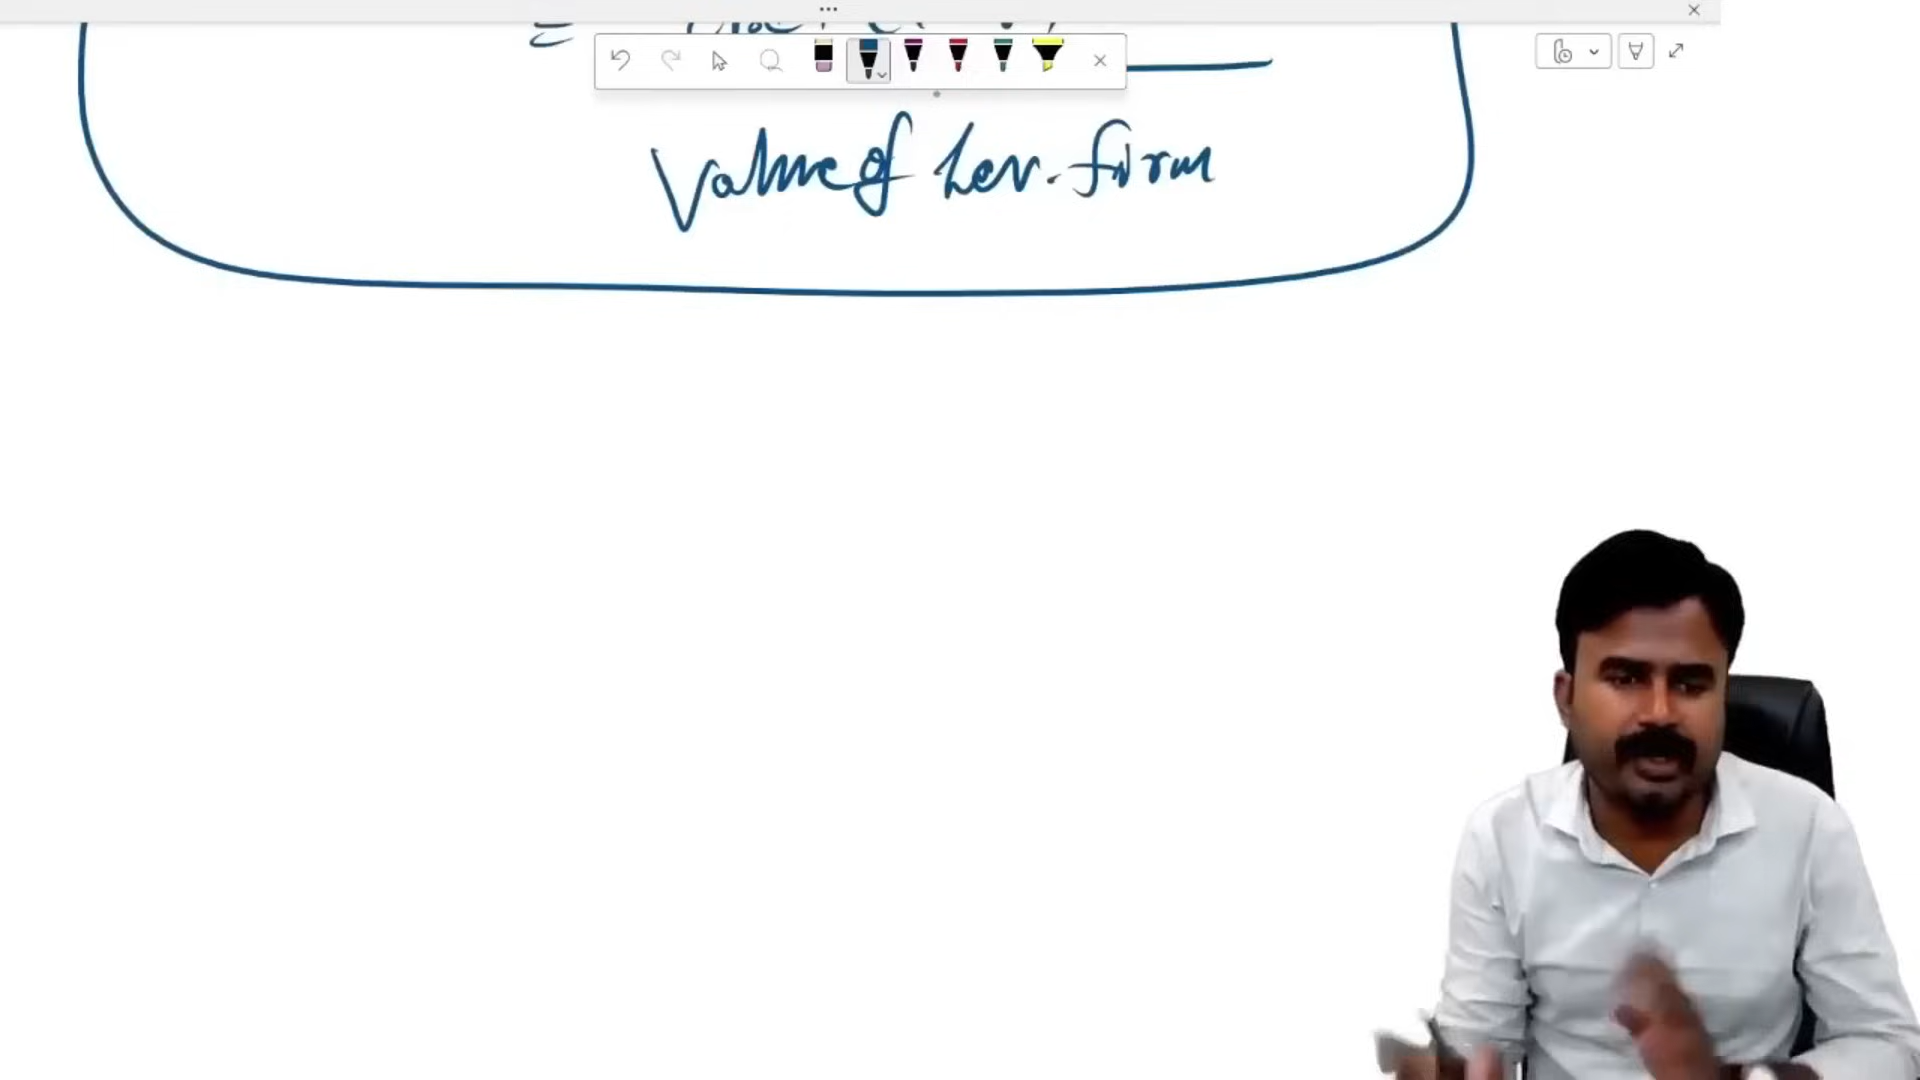 =
Value of Lev. firm